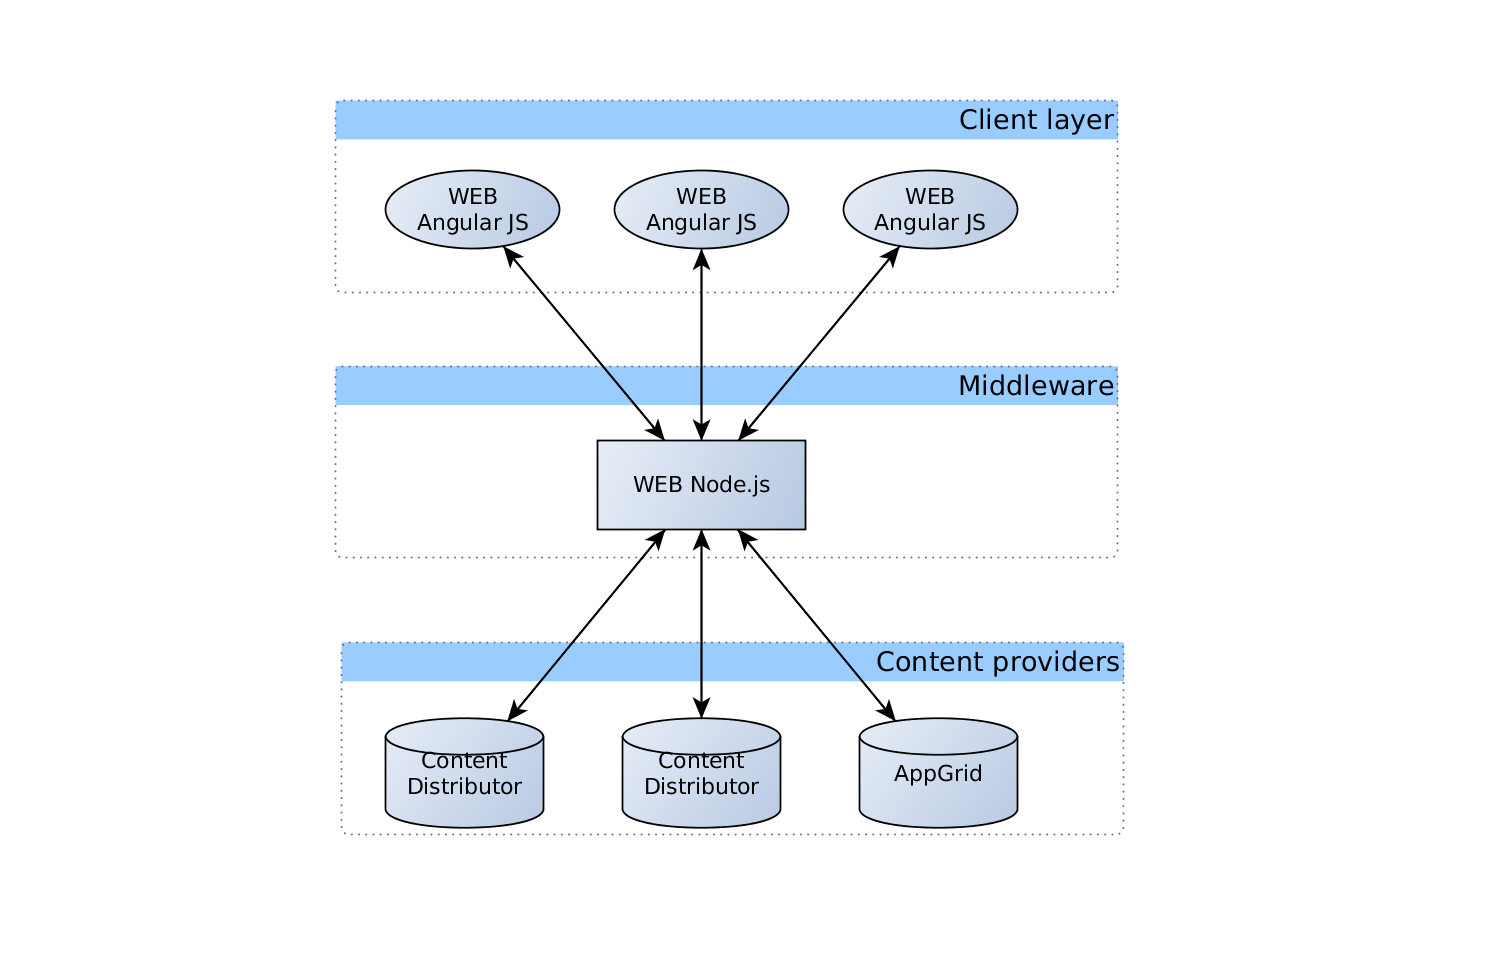 Client layer
WEB
Angular JS
WEB
Angular JS
WEB
Angular JS
Middleware
WEB Node.js
Content providers
Content
Distributor
Content
Distributor
AppGrid